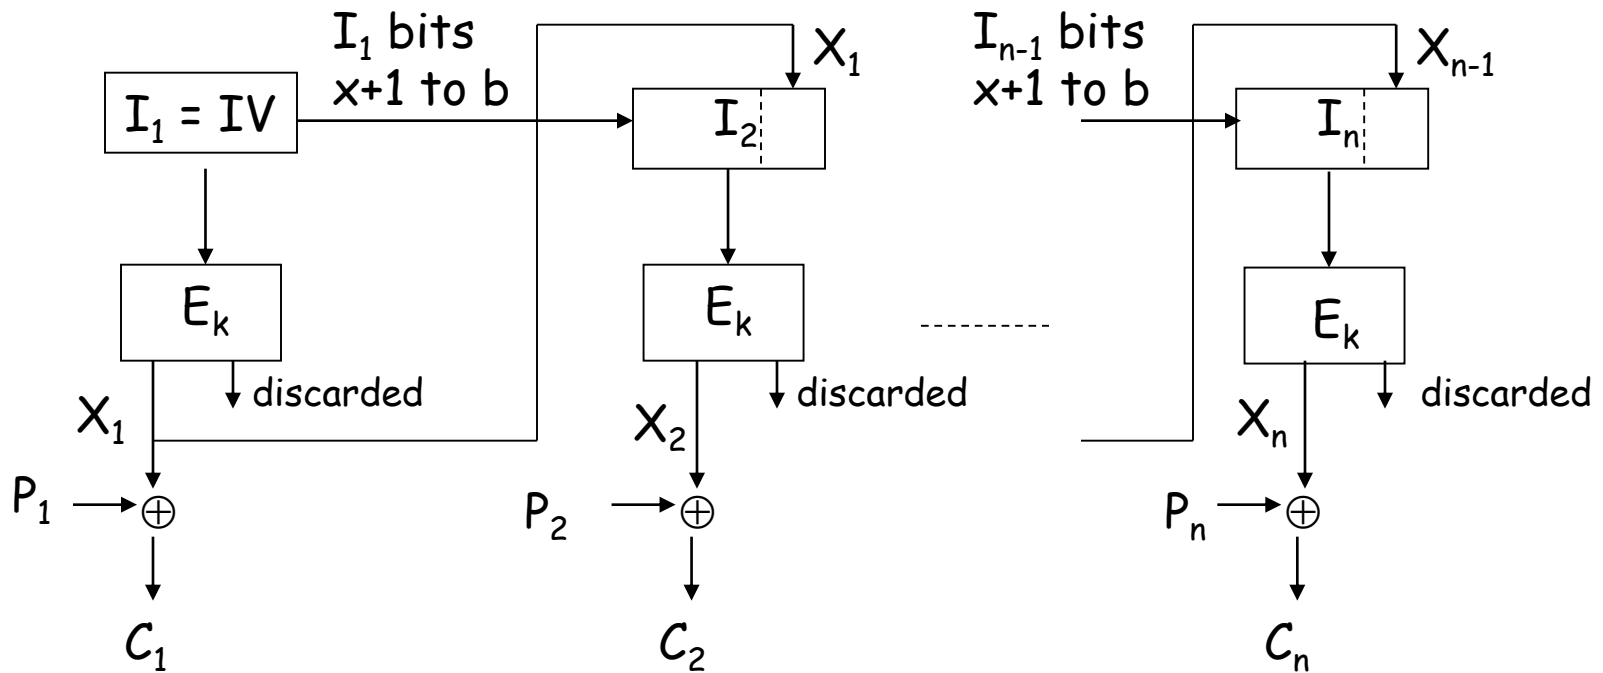 I₁ bits
x+1 to b
X₁
Iₙ₋₁ bits
x+1 to b
Xₙ₋₁
I₁ = IV
I₂
Iₙ
Eₖ
Eₖ
Eₖ
discarded
discarded
discarded
X₁
X₂
Xₙ
P₁
P₂
Pₙ
C₁
C₂
Cₙ